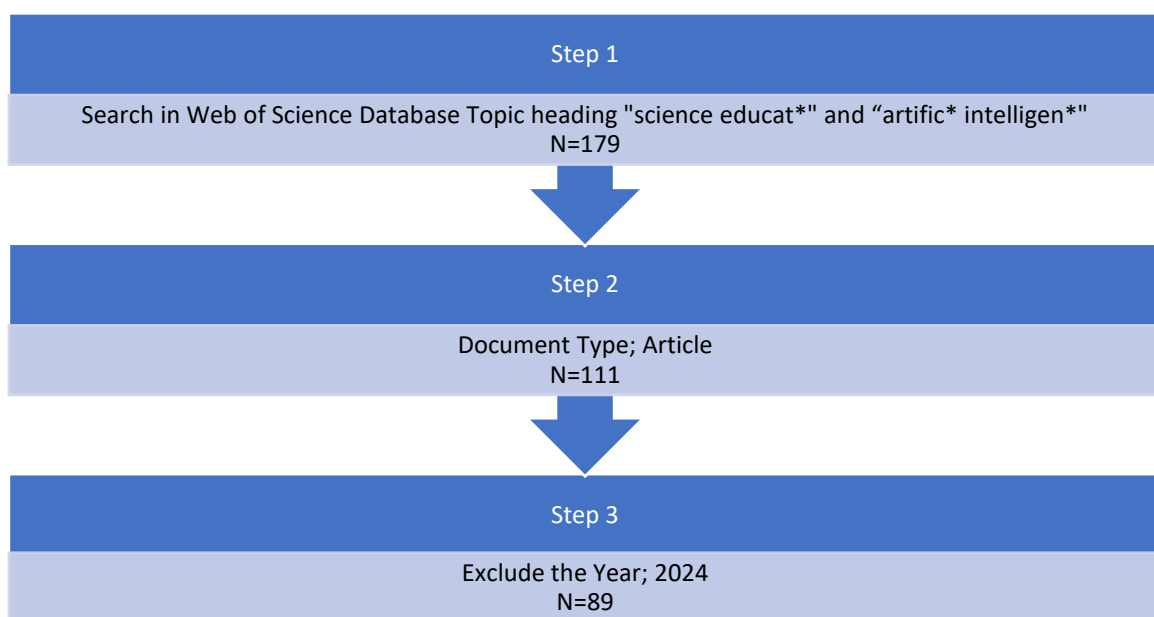 Step 1
Search in Web of Science Database Topic heading "science educat*" and “artific* intelligen*"
N=179
Step 2
Document Type; Article
N=111
Step 3
Exclude the Year; 2024
N=89